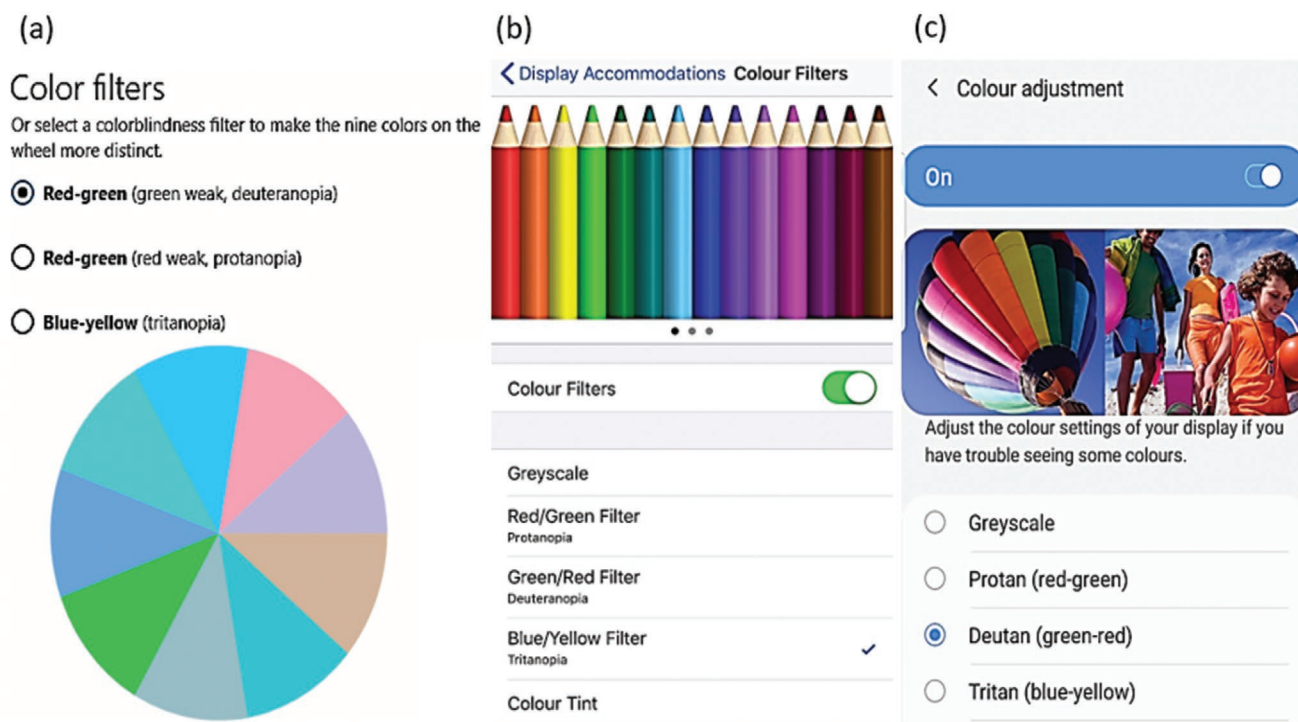 (a)
Color filters
Or select a colorblindness filter to make the nine colors on the
wheel more distinct.
Red-green (green weak, deuteranopia)
Red-green (red weak, protanopia)
Blue-yellow (tritanopia)
(b)
Display Accommodations Colour Filters
Colour Filters
Greyscale
Red/Green Filter
Protanopia
Green/Red Filter
Deuteranopia
Blue/Yellow Filter
Tritanopia
Colour Tint
(c)
Colour adjustment
On
Adjust the colour settings of your display if you
have trouble seeing some colours.
Greyscale
Protan (red-green)
Deutan (green-red)
Tritan (blue-yellow)